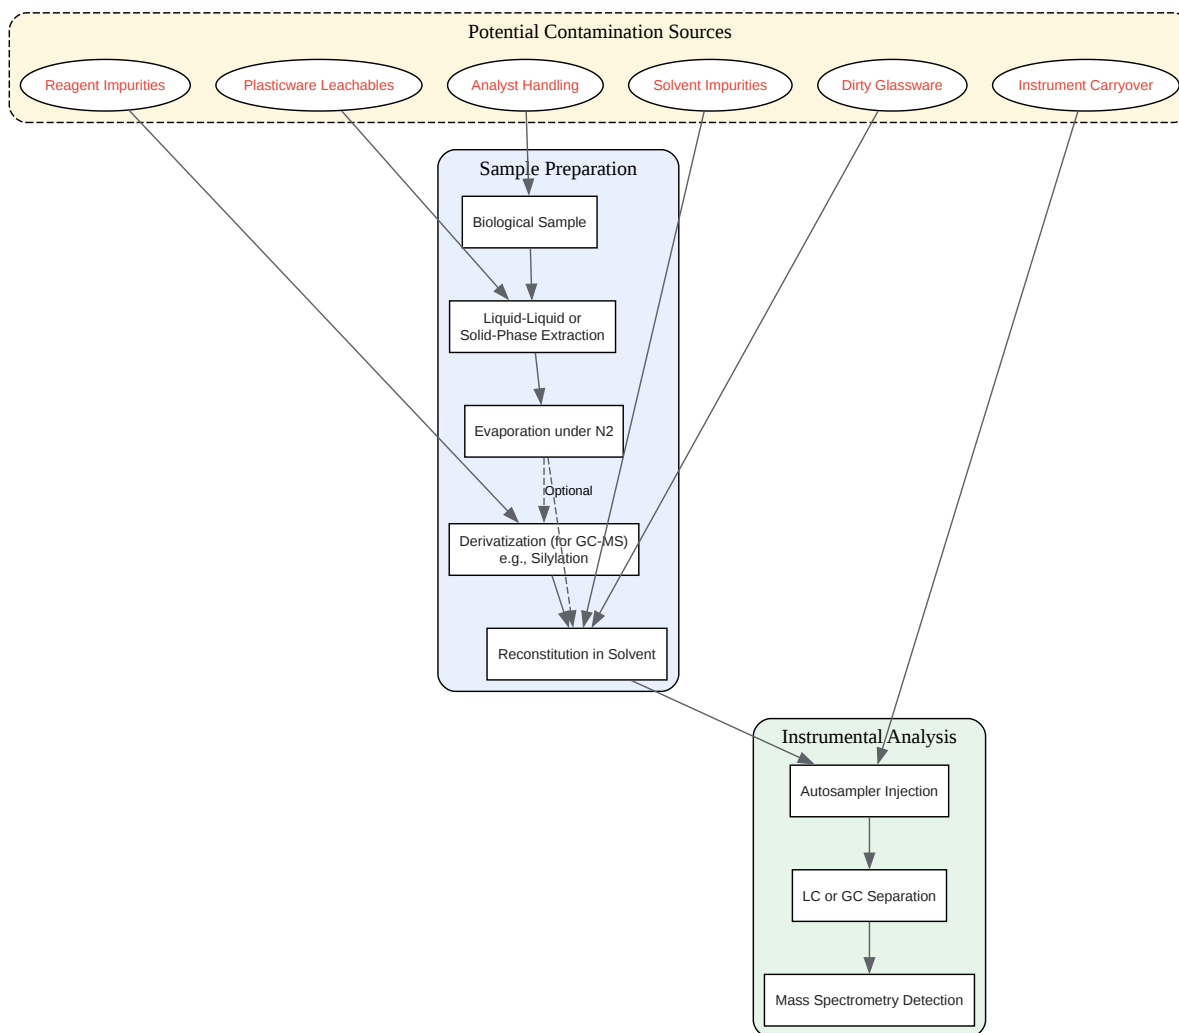 Potential Contamination Sources
Reagent Impurities
Plasticware Leachables
Analyst Handling
Solvent Impurities
Dirty Glassware
Instrument Carryover
Sample Preparation
Biological Sample
Liquid-Liquid or
Solid-Phase Extraction
Evaporation under N2
Optional
Derivatization (for GC-MS)
e.g., Silylation
Reconstitution in Solvent
Instrumental Analysis
Autosampler Injection
LC or GC Separation
Mass Spectrometry Detection